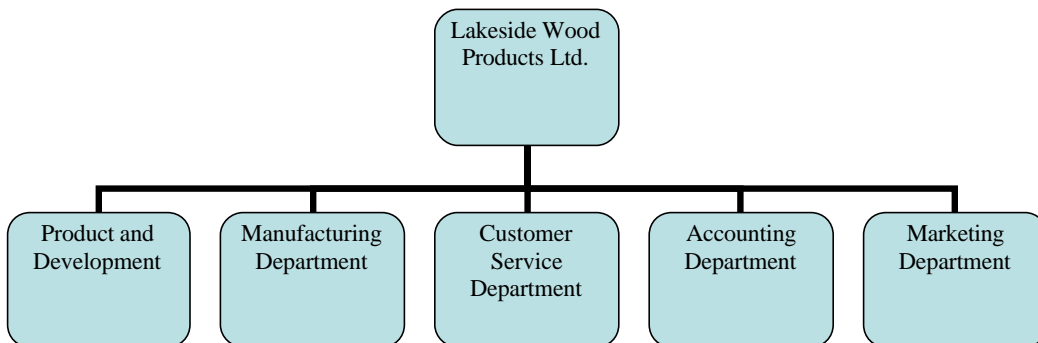 Lakeside Wood
Products Ltd.
Product and
Development
Manufacturing
Department
Customer
Service
Department
Accounting
Department
Marketing
Department